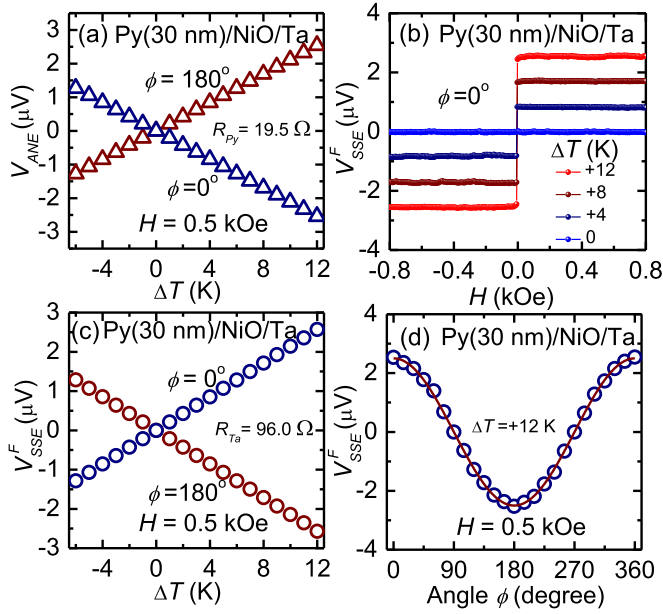 (a) Py(30 nm)/NiO/Ta
3
2
1
0
-1
-2
-3
V_ANE (μV)
ϕ = 180°
R_Py = 19.5 Ω
ϕ=0°
H = 0.5 kOe
-4 0 4 8 12
ΔT (K)
(b) Py(30 nm)/NiO/Ta
4
2
0
-2
-4
V^F_SSE (μV)
ϕ=0°
ΔT (K)
+12
+8
+4
0
-0.8 -0.4 0.0 0.4 0.8
H (kOe)
(c) Py(30 nm)/NiO/Ta
3
2
1
0
-1
-2
-3
V^F_SSE (μV)
ϕ= 0°
R_Ta = 96.0 Ω
ϕ=180°
H = 0.5 kOe
-4 0 4 8 12
ΔT (K)
(d) Py(30 nm)/NiO/Ta
4
2
0
-2
-4
V^F_SSE (μV)
ΔT = +12 K
H = 0.5 kOe
0 90 180 270 360
Angle ϕ (degree)